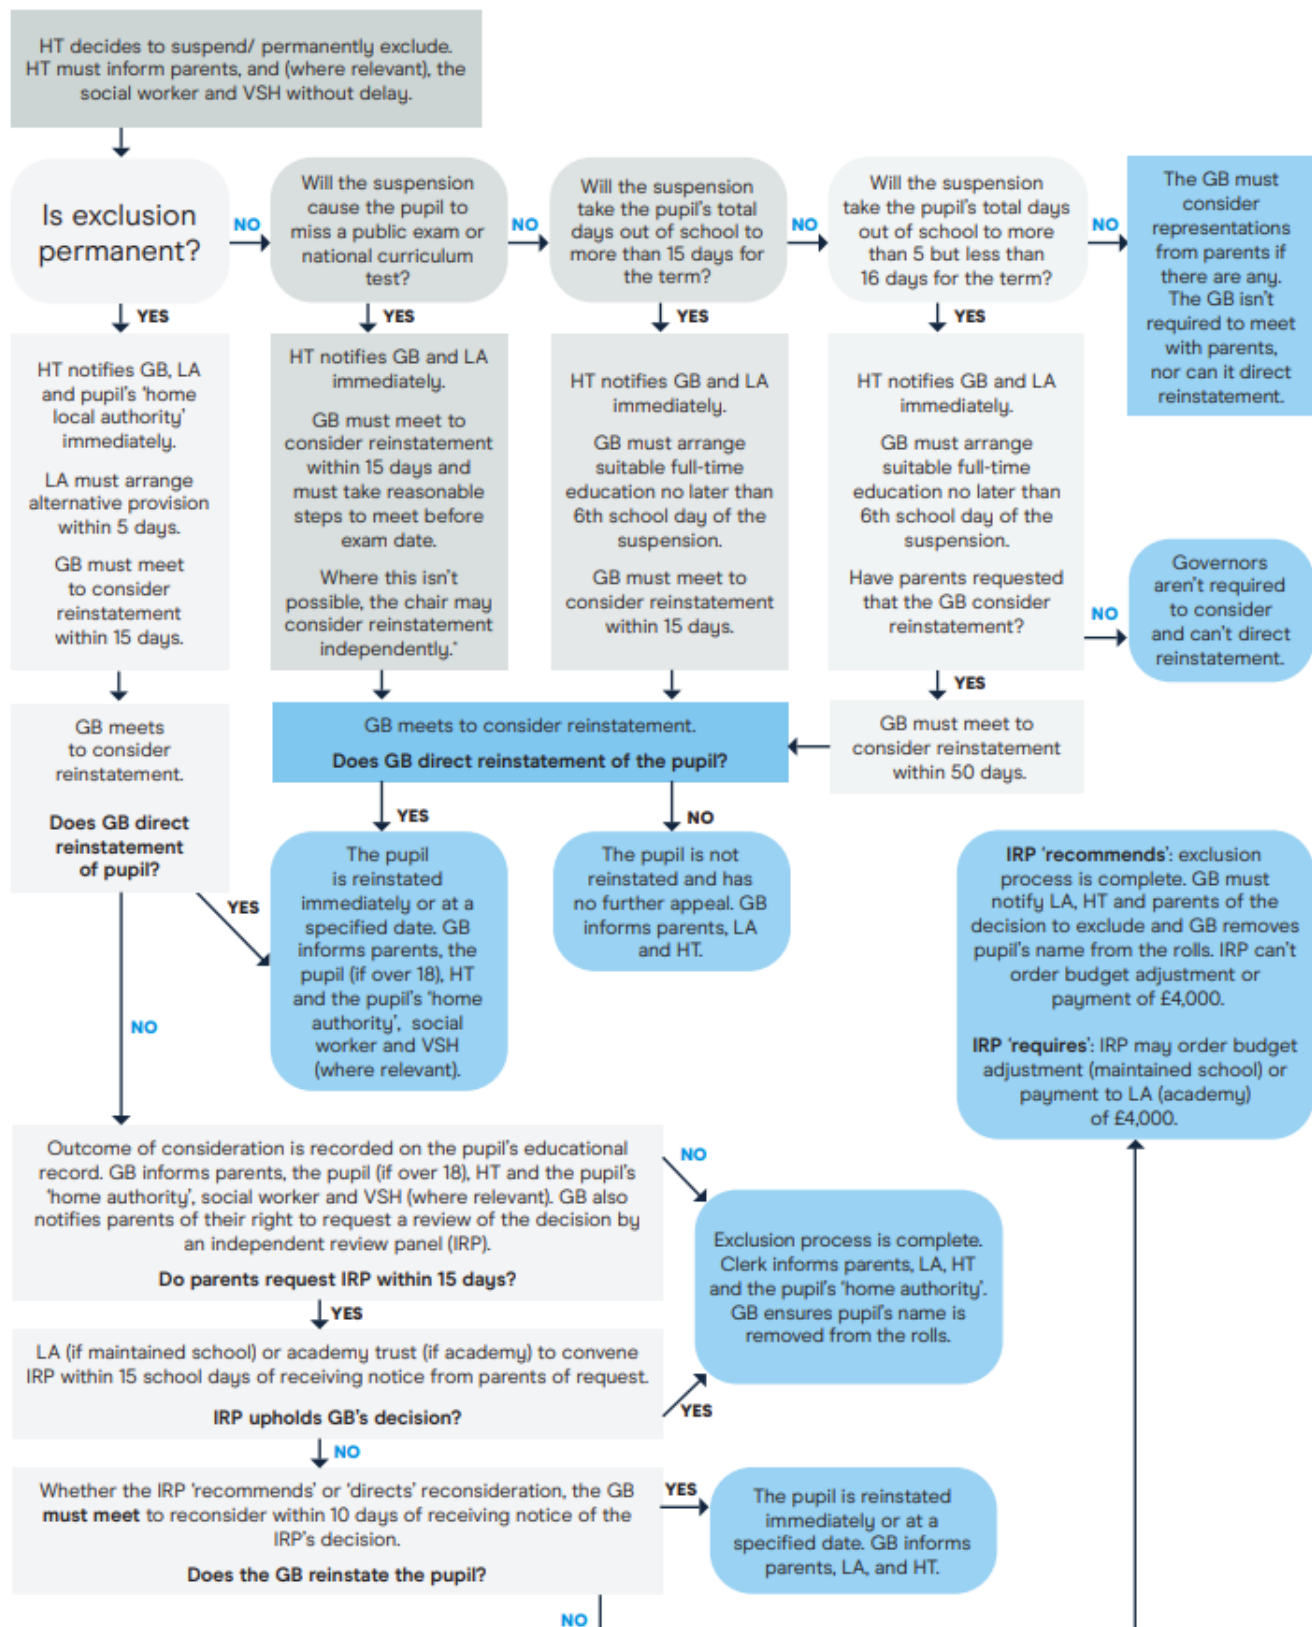 HT decides to suspend/ permanently exclude.
HT must inform parents, and (where relevant), the
social worker and VSH without delay.
Is exclusion
permanent?
NO
Will the suspension
cause the pupil to
miss a public exam or
national curriculum
test?
NO
Will the suspension
take the pupil's total
days out of school to
more than 15 days for
the term?
NO
Will the suspension
take the pupil's total days
out of school to more
than 5 but less than
16 days for the term?
NO
The GB must
consider
representations
from parents if
there are any.
The GB isn't
required to meet
with parents,
nor can it direct
reinstatement.
YES
YES
YES
YES
HT notifies GB, LA
and pupil's 'home
local authority'
immediately.
LA must arrange
alternative provision
within 5 days.
GB must meet
to consider
reinstatement
within 15 days.
HT notifies GB and LA
immediately.
GB must meet to
consider reinstatement
within 15 days and
must take reasonable
steps to meet before
exam date.
Where this isn't
possible, the chair may
consider reinstatement
independently.*
HT notifies GB and LA
immediately.
GB must arrange
suitable full-time
education no later than
6th school day of the
suspension.
GB must meet to
consider reinstatement
within 15 days.
HT notifies GB and LA
immediately.
GB must arrange
suitable full-time
education no later than
6th school day of the
suspension.
Have parents requested
that the GB consider
reinstatement?
NO
Governors
aren't required
to consider
and can't direct
reinstatement.
YES
GB meets
to consider
reinstatement.
Does GB direct
reinstatement
of pupil?
GB meets to consider reinstatement.
Does GB direct reinstatement of the pupil?
GB must meet to
consider reinstatement
within 50 days.
YES
NO
YES
The pupil
is reinstated
immediately or at a
specified date. GB
informs parents, the
pupil (if over 18), HT
and the pupil's 'home
authority', social
worker and VSH
(where relevant).
The pupil is not
reinstated and has
no further appeal. GB
informs parents, LA
and HT.
IRP 'recommends': exclusion
process is complete. GB must
notify LA, HT and parents of the
decision to exclude and GB removes
pupil's name from the rolls. IRP can't
order budget adjustment or
payment of £4,000.
IRP 'requires': IRP may order budget
adjustment (maintained school) or
payment to LA (academy)
of £4,000.
NO
Outcome of consideration is recorded on the pupil's educational
record. GB informs parents, the pupil (if over 18), HT and the pupil's
'home authority', social worker and VSH (where relevant). GB also
notifies parents of their right to request a review of the decision by
an independent review panel (IRP).
Do parents request IRP within 15 days?
NO
Exclusion process is complete.
Clerk informs parents, LA, HT
and the pupil's 'home authority'.
GB ensures pupil's name is
removed from the rolls.
YES
LA (if maintained school) or academy trust (if academy) to convene
IRP within 15 school days of receiving notice from parents of request.
IRP upholds GB's decision?
YES
NO
Whether the IRP 'recommends' or 'directs' reconsideration, the GB
must meet to reconsider within 10 days of receiving notice of the
IRP's decision.
Does the GB reinstate the pupil?
YES
The pupil is reinstated
immediately or at a
specified date. GB informs
parents, LA, and HT.
NO